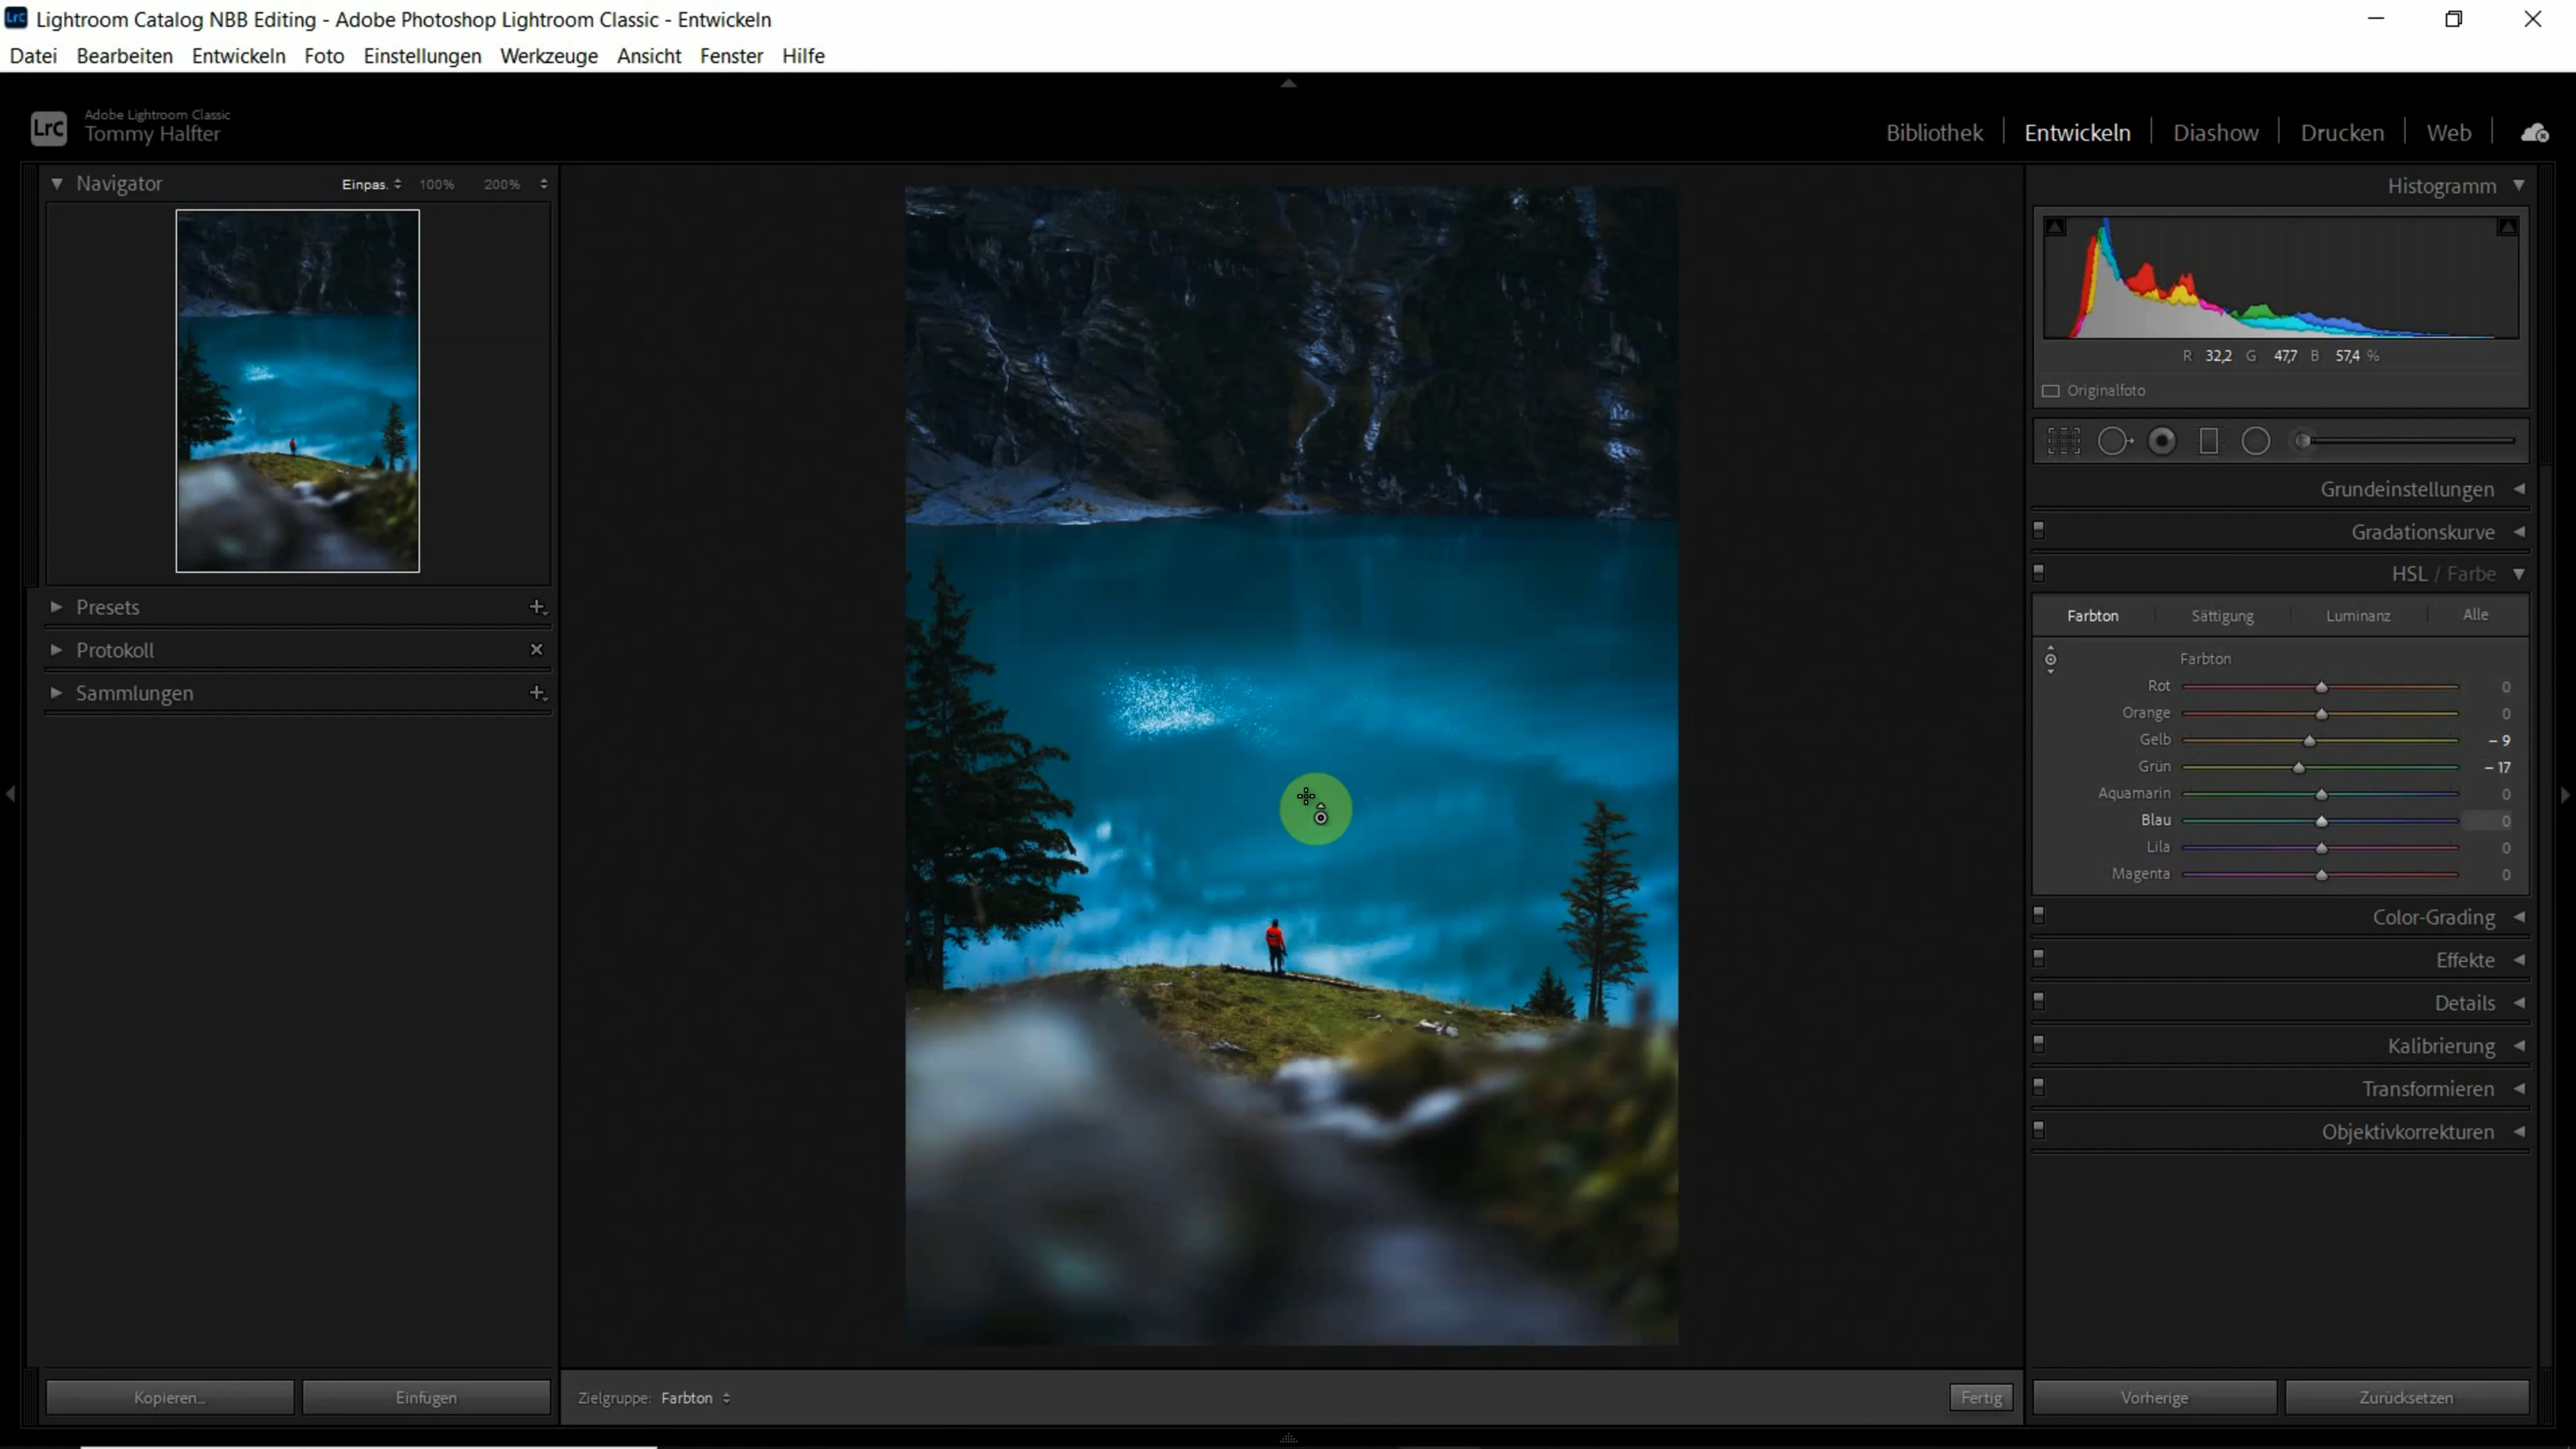 Lightroom Catalog NBB Editing - Adobe Photoshop Lightroom Classic - Entwickeln
Datei Bearbeiten Entwickeln Foto Einstellungen Werkzeuge Ansicht Fenster Hilfe
LrC Adobe Lightroom Classic
Tommy Halfter
Bibliothek Entwickeln Diashow Drucken Web
Navigator Einpas. 100% 200%
Histogramm
R 32,2 G 47,7 B 57,4 %
Originalfoto
Grundeinstellungen
Gradationskurve
HSL / Farbe
Farbton Sättigung Luminanz Alle
Farbton
Rot 0
Orange 0
Gelb – 9
Grün – 17
Aquamarin 0
Blau 0
Lila 0
Magenta 0
Color-Grading
Effekte
Details
Kalibrierung
Transformieren
Objektivkorrekturen
Presets
Protokoll
Sammlungen
Kopieren... Einfügen Zielgruppe: Farbton Fertig Vorherige Zurücksetzen